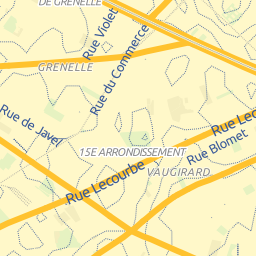 DE GRENELLE
Rue Violet
Rue du Commerce
GRENELLE
Rue de Javel
Rue Lec
Rue Blomet
15E ARRONDISSEMENT
VAUGIRARD
Rue Lecourbe